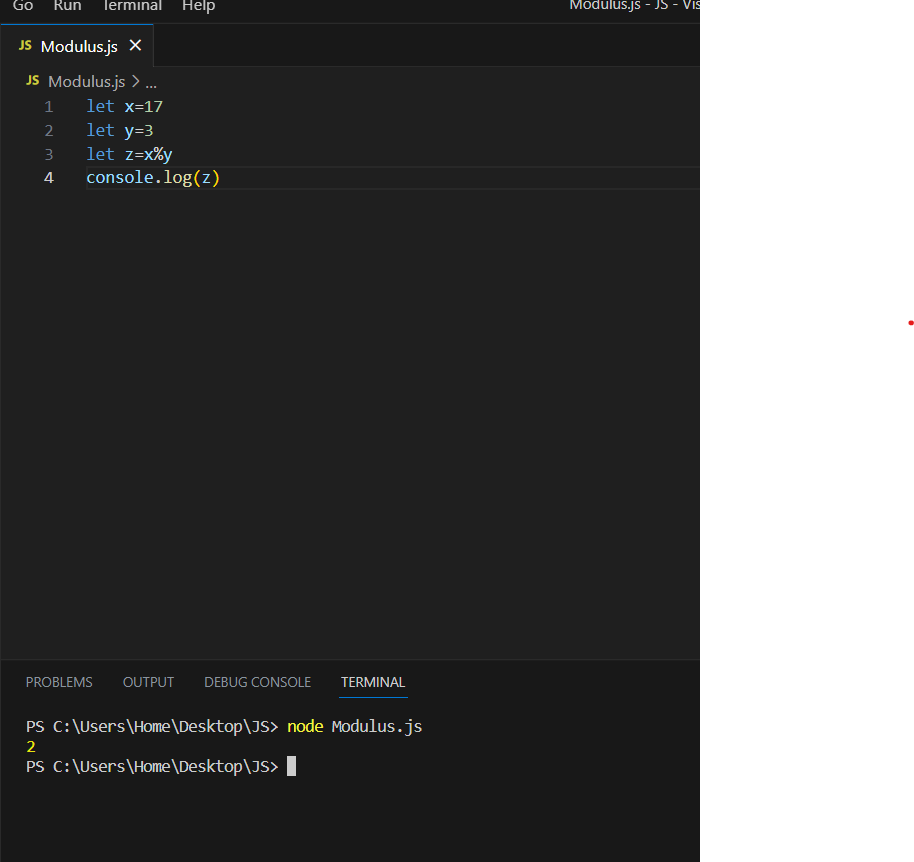 Go Run Terminal Help Modulus.js - JS - Vis
JS Modulus.js ✕
JS Modulus.js > ...
1 let x=17
2 let y=3
3 let z=x%y
4 console.log(z)
PROBLEMS OUTPUT DEBUG CONSOLE TERMINAL
PS C:\Users\Home\Desktop\JS> node Modulus.js
2
PS C:\Users\Home\Desktop\JS>